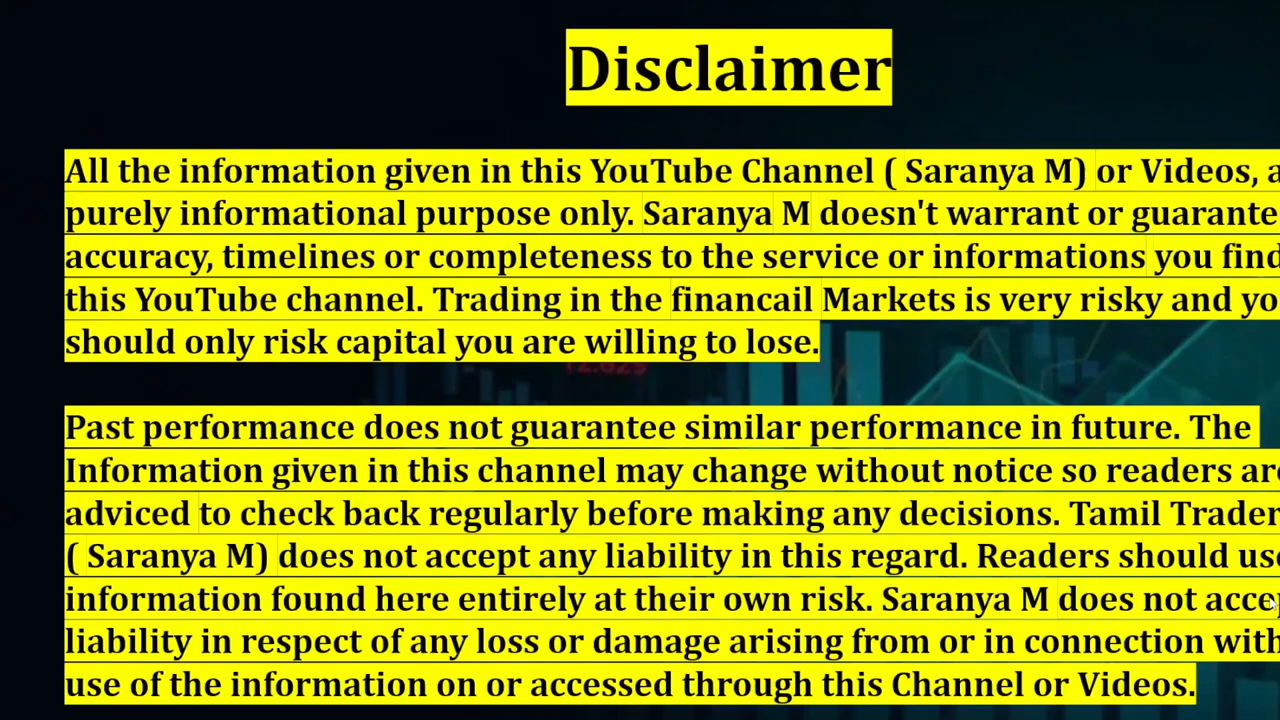 Disclaimer
All the information given in this YouTube Channel ( Saranya M) or Videos,
purely informational purpose only. Saranya M doesn't warrant or guarante
accuracy, timelines or completeness to the service or informations you find
this YouTube channel. Trading in the financail Markets is very risky and yo
should only risk capital you are willing to lose.
Past performance does not guarantee similar performance in future. The
Information given in this channel may change without notice so readers are
adviced to check back regularly before making any decisions. Tamil Trader
( Saranya M) does not accept any liability in this regard. Readers should use
information found here entirely at their own risk. Saranya M does not
liability in respect of any loss or damage arising from or in connection with
use of the information on or accessed through this Channel or Videos.